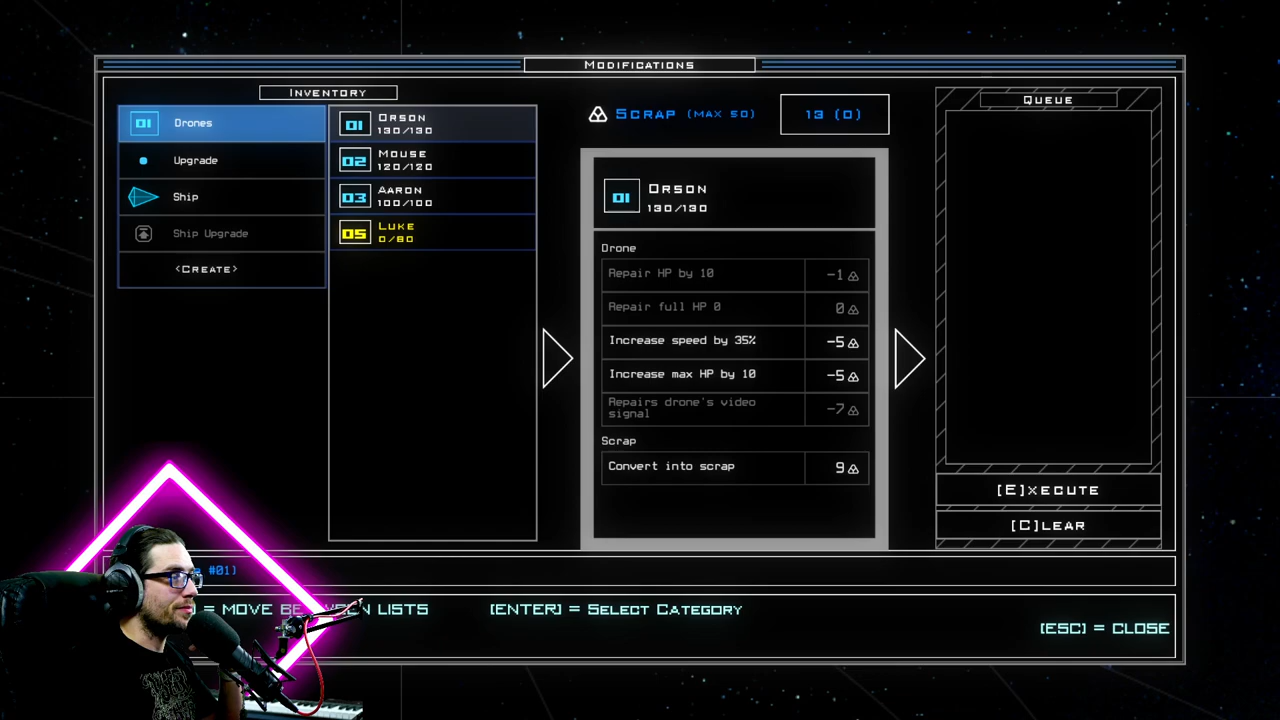 MODIFICATIONS
INVENTORY
01 Drones
Upgrade
Ship
Ship Upgrade
<CREATE>
01 ORSON
130/130
02 MOUSE
120/120
03 AARON
100/100
05 LUKE
0/80
SCRAP (MAX 50) 13 (0)
01 ORSON
130/130
Drone
Repair HP by 10 -1
Repair full HP 0 0
Increase speed by 35% -5
Increase max HP by 10 -5
Repairs drone's video
signal -7
Scrap
Convert into scrap 9
QUEUE
[E]XECUTE
[C]LEAR
#01)
= MOVE BETWEEN LISTS [ENTER] = SELECT CATEGORY
[ESC] = CLOSE